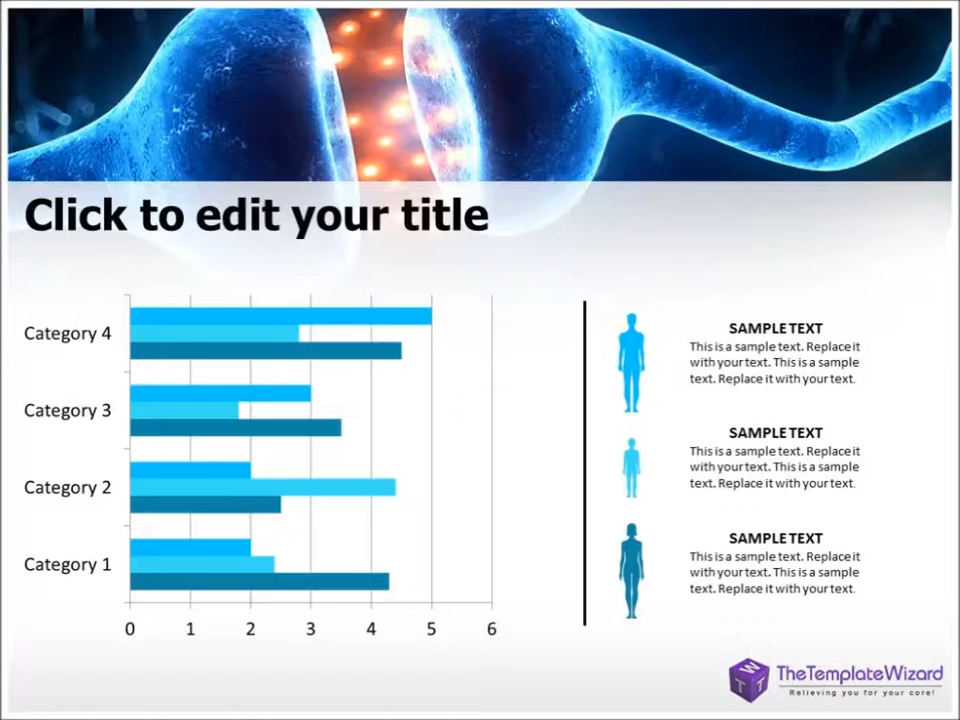 Click to edit your title
Category 4
Category 3
Category 2
Category 1
0 1 2 3 4 5 6
SAMPLE TEXT
This is a sample text. Replace it
with your text. This is a sample
text. Replace it with your text.
SAMPLE TEXT
This is a sample text. Replace it
with your text. This is a sample
text. Replace it with your text.
SAMPLE TEXT
This is a sample text. Replace it
with your text. This is a sample
text. Replace it with your text.
W
T T
TheTemplateWizard
Relieving you for your core!